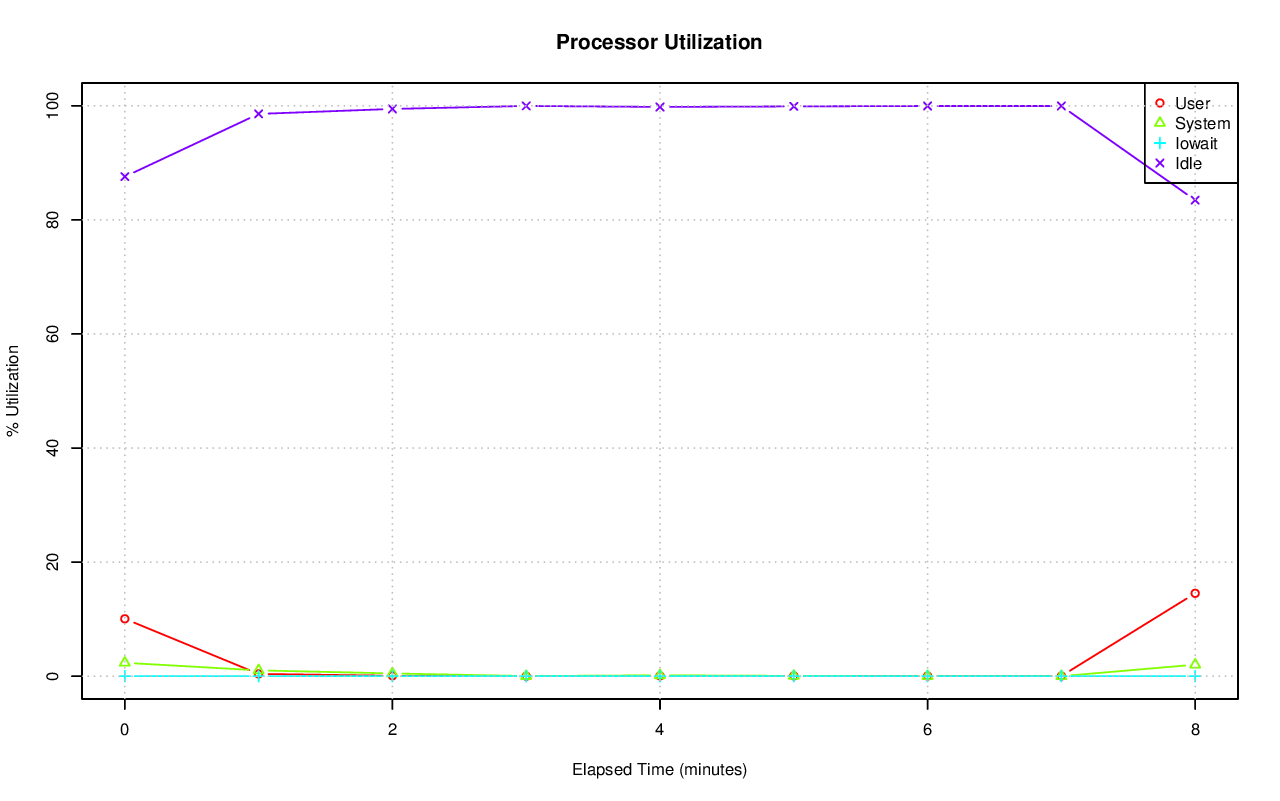 Processor Utilization
% Utilization
100
80
60
40
20
0
User
System
Iowait
Idle
0 2 4 6 8
Elapsed Time (minutes)